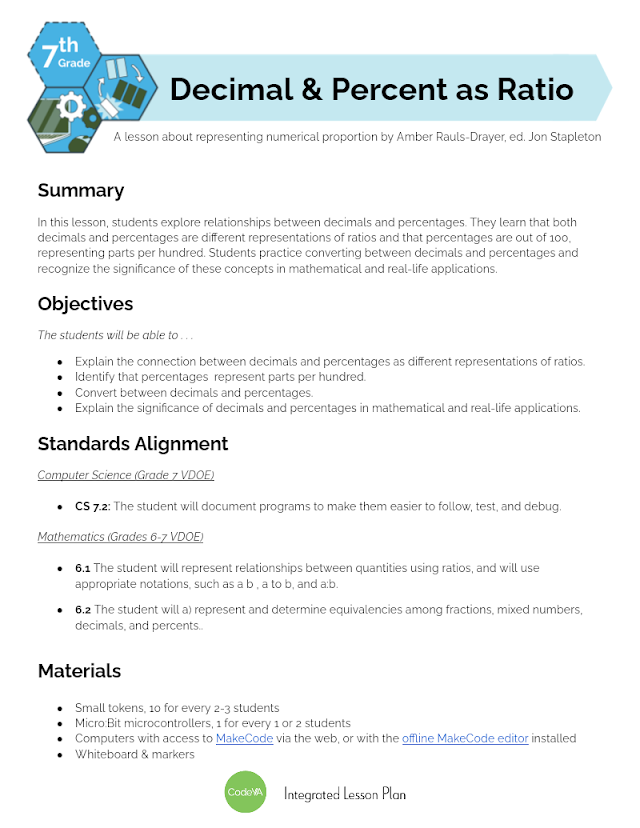 7th
Grade
Decimal & Percent as Ratio
A lesson about representing numerical proportion by Amber Rauls-Drayer, ed. Jon Stapleton
Summary
In this lesson, students explore relationships between decimals and percentages. They learn that both
decimals and percentages are different representations of ratios and that percentages are out of 100,
representing parts per hundred. Students practice converting between decimals and percentages and
recognize the significance of these concepts in mathematical and real-life applications.
Objectives
The students will be able to . . .
● Explain the connection between decimals and percentages as different representations of ratios.
● Identify that percentages  represent parts per hundred.
● Convert between decimals and percentages.
● Explain the significance of decimals and percentages in mathematical and real-life applications.
Standards Alignment
Computer Science (Grade 7 VDOE)
● CS 7.2: The student will document programs to make them easier to follow, test, and debug.
Mathematics (Grades 6-7 VDOE)
● 6.1 The student will represent relationships between quantities using ratios, and will use
appropriate notations, such as a b , a to b, and a:b.
● 6.2 The student will a) represent and determine equivalencies among fractions, mixed numbers,
decimals, and percents..
Materials
● Small tokens, 10 for every 2-3 students
● Micro:Bit microcontrollers, 1 for every 1 or 2 students
● Computers with access to MakeCode via the web, or with the offline MakeCode editor installed
● Whiteboard & markers
CodeVA
Integrated Lesson Plan